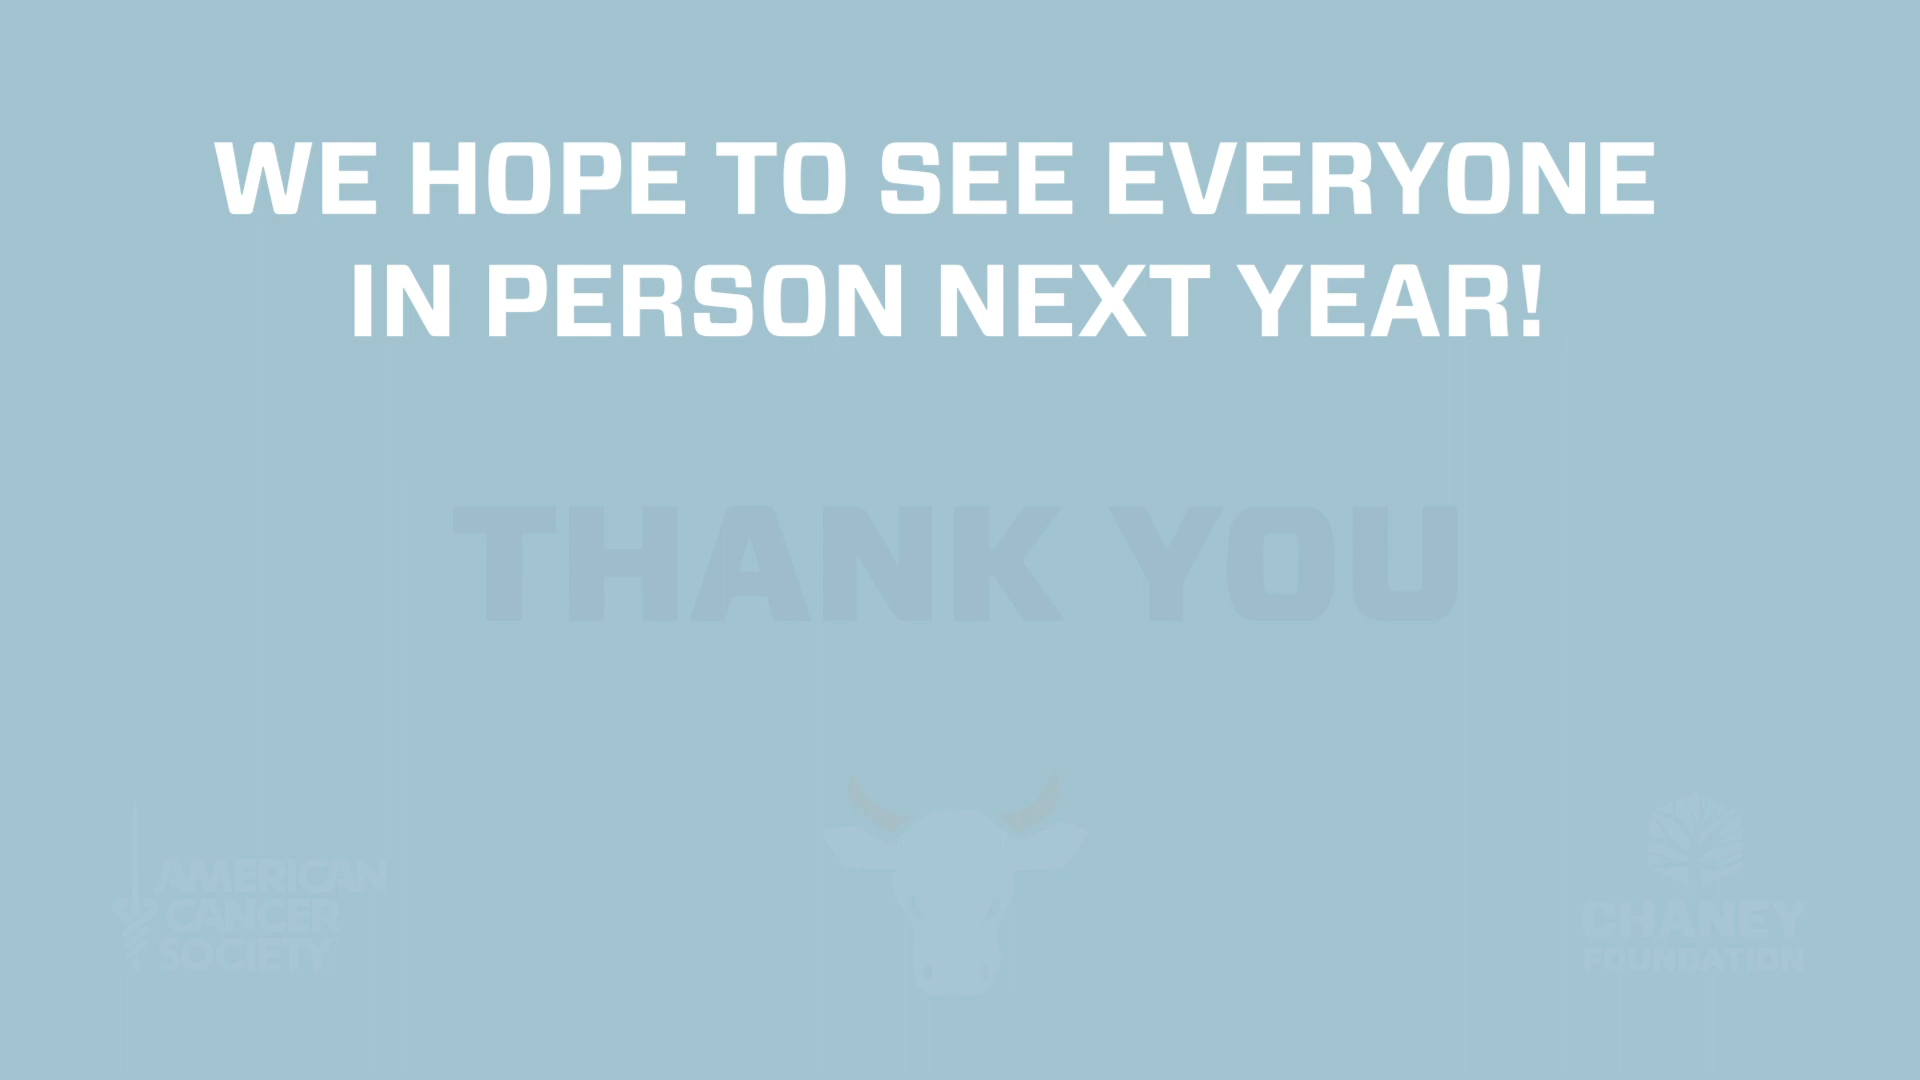 WE HOPE TO SEE EVERYONE
IN PERSON NEXT YEAR!
THANK YOU
AMERICAN
CANCER
SOCIETY
CHANEY
FOUNDATION